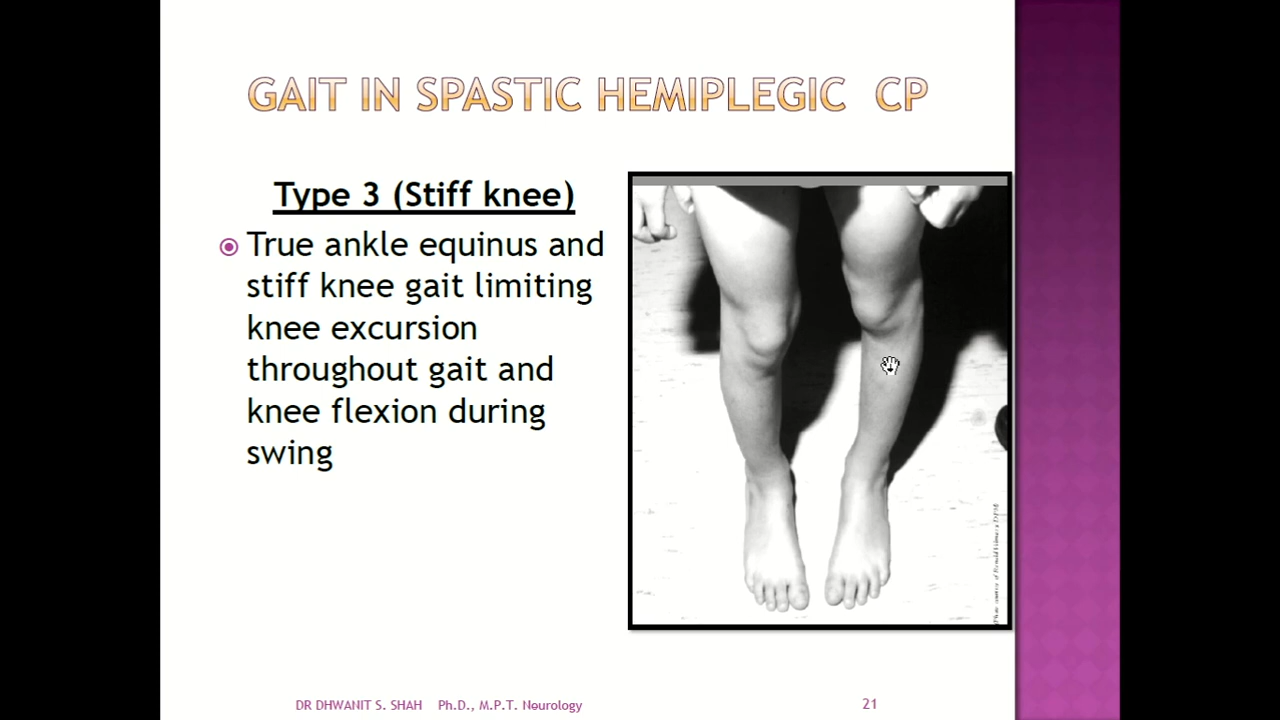 GAIT IN SPASTIC HEMIPLEGIC CP
Type 3 (Stiff knee)
True ankle equinus and
stiff knee gait limiting
knee excursion
throughout gait and
knee flexion during
swing
DR DHWANIT S. SHAH Ph.D., M.P.T. Neurology
21